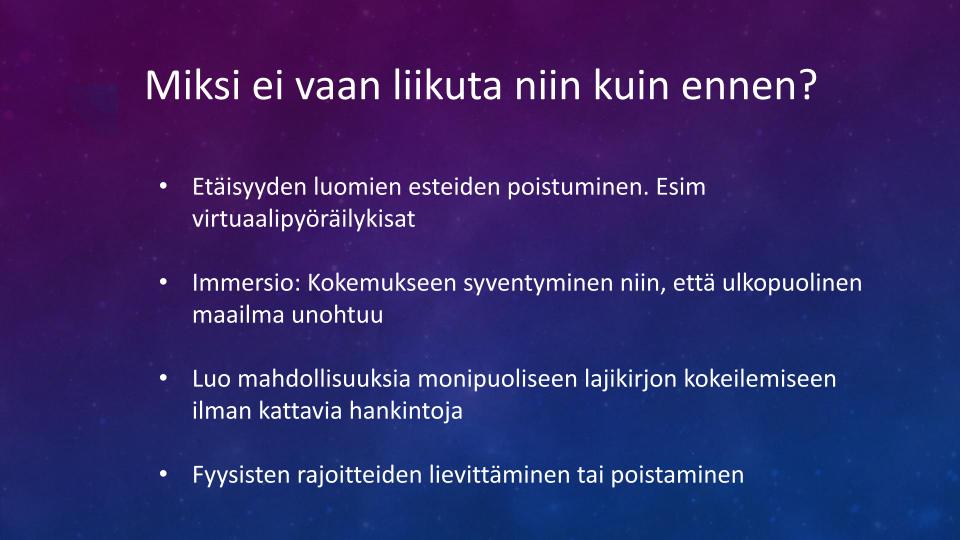 Miksi ei vaan liikuta niin kuin ennen?
• Etäisyyden luomien esteiden poistuminen. Esim
virtuaalipyöräilykisat
• Immersio: Kokemukseen syventyminen niin, että ulkopuolinen
maailma unohtuu
• Luo mahdollisuuksia monipuoliseen lajikirjon kokeilemiseen
ilman kattavia hankintoja
• Fyysisten rajoitteiden lievittäminen tai poistaminen